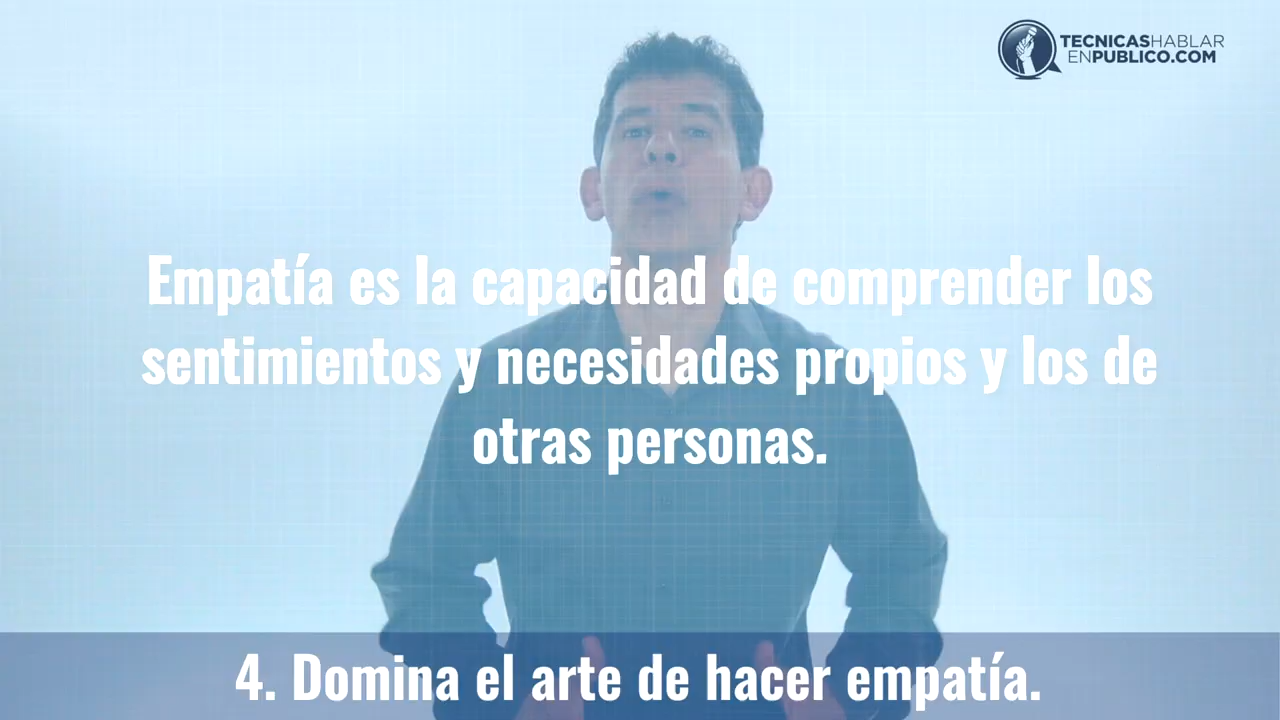 TECNICASHABLAR
ENPUBLICO.COM
Empatía es la capacidad de comprender los
sentimientos y necesidades propios y los de
otras personas.
4. Domina el arte de hacer empatía.